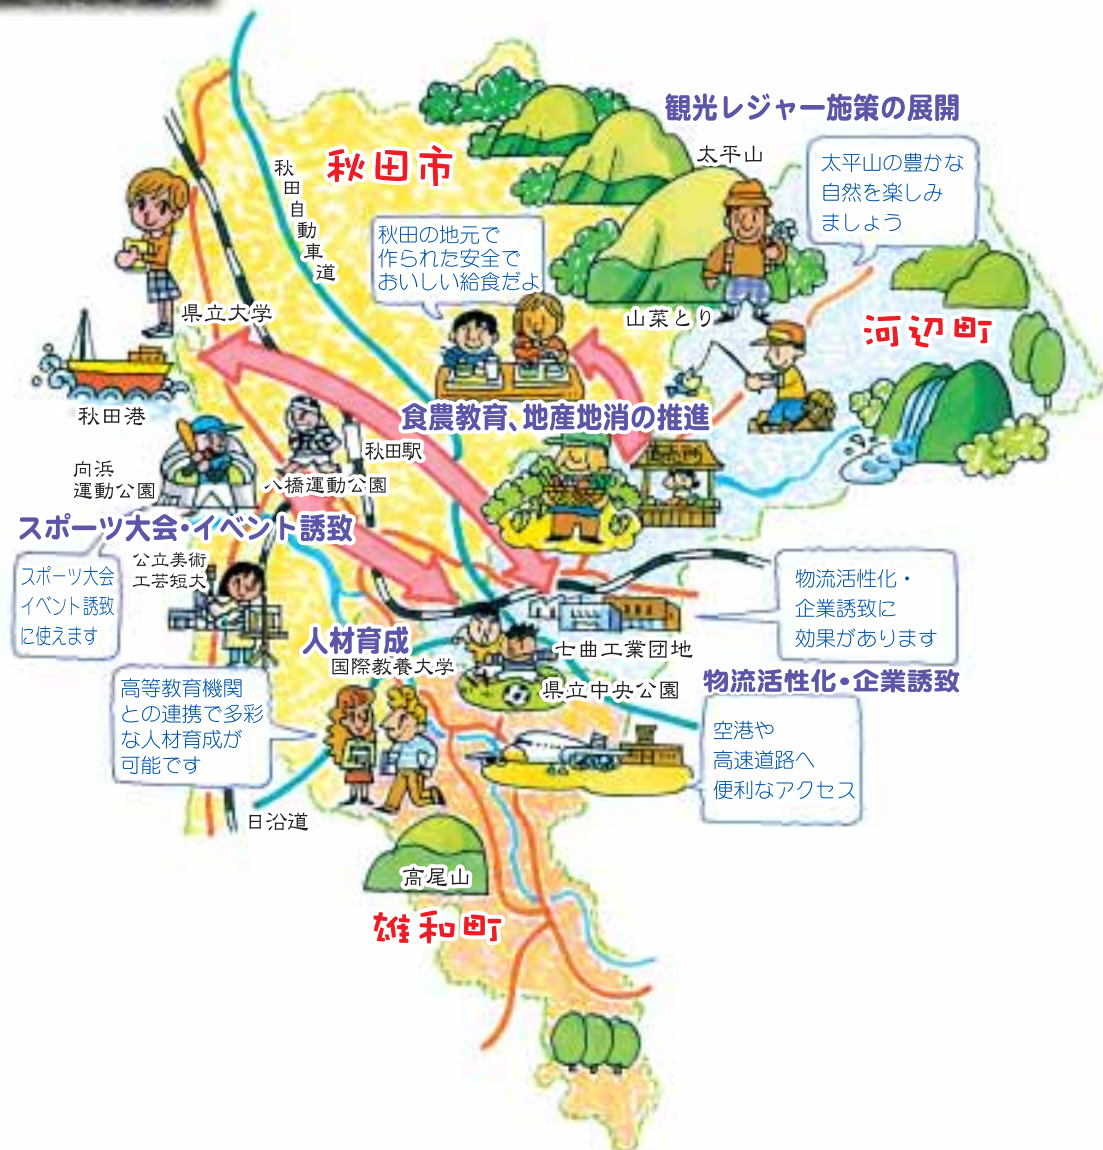 観光レジャー施策の展開
太平山
太平山の豊かな
自然を楽しみ
ましょう
秋田市
秋田自動車道
秋田の地元で
作られた安全で
おいしい給食だよ
県立大学
山菜とり
河辺町
秋田港
食農教育、地産地消の推進
直売所
秋田駅
向浜
運動公園
八橋運動公園
スポーツ大会・イベント誘致
スポーツ大会
イベント誘致
に使えます
公立美術
工芸短大
物流活性化・
企業誘致に
効果があります
人材育成
国際教養大学
七曲工業団地
県立中央公園
物流活性化・企業誘致
高等教育機関
との連携で多彩
な人材育成が
可能です
空港や
高速道路へ
便利なアクセス
日沿道
高尾山
雄和町